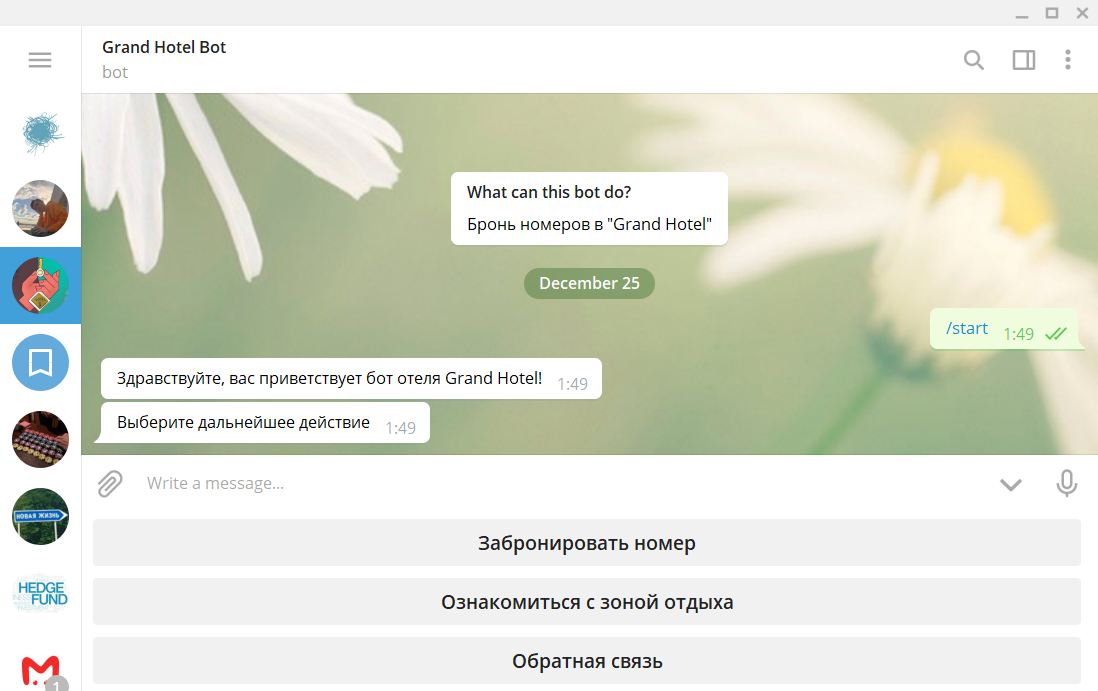 Grand Hotel Bot
bot
What can this bot do?
Бронь номеров в "Grand Hotel"
December 25
/start 1:49
Здравствуйте, вас приветствует бот отеля Grand Hotel! 1:49
Выберите дальнейшее действие 1:49
Write a message...
Забронировать номер
Ознакомиться с зоной отдыха
Обратная связь
НОВАЯ ЖИЗНЬ
HEDGE
FUND
1